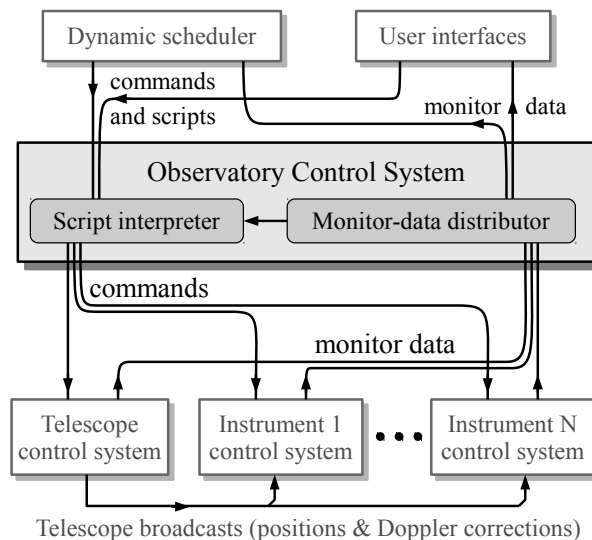 Dynamic scheduler
User interfaces
commands
and scripts
monitor data
Observatory Control System
Script interpreter
Monitor-data distributor
commands
monitor data
Telescope
control system
Instrument 1
control system
Instrument N
control system
Telescope broadcasts (positions & Doppler corrections)